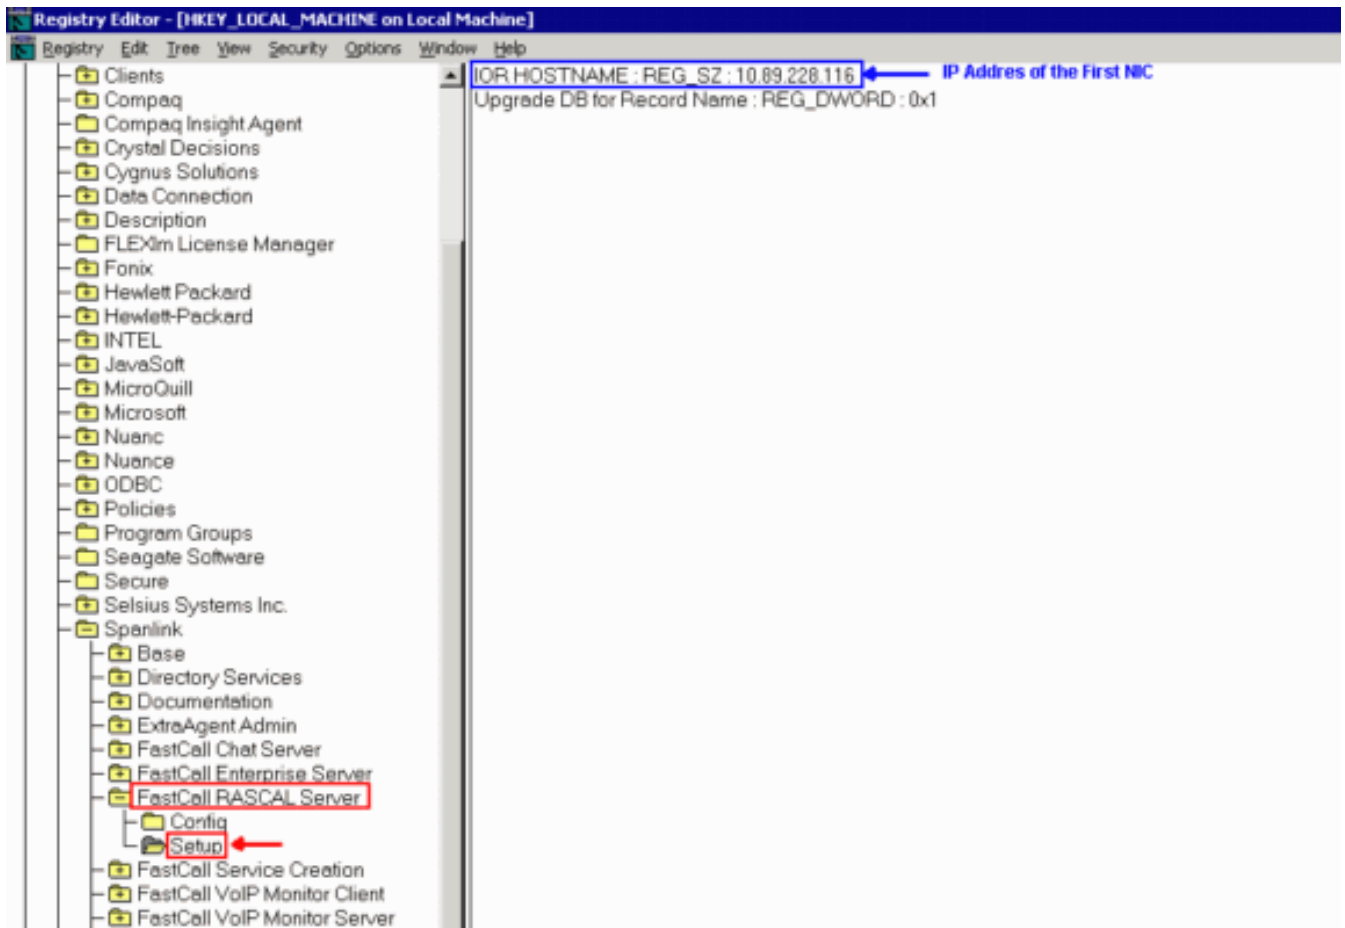 Registry Editor - [HKEY_LOCAL_MACHINE on Local Machine]
Registry Edit Tree View Security Options Window Help
Clients
Compaq
Compaq Insight Agent
Crystal Decisions
Cygnus Solutions
Data Connection
Description
FLEXlm License Manager
Fonix
Hewlett Packard
Hewlett-Packard
INTEL
JavaSoft
MicroQuill
Microsoft
Nuanc
Nuance
ODBC
Policies
Program Groups
Seagate Software
Secure
Selsius Systems Inc.
Spanlink
Base
Directory Services
Documentation
ExtraAgent Admin
FastCall Chat Server
FastCall Enterprise Server
FastCall RASCAL Server
Config
Setup
FastCall Service Creation
FastCall VoIP Monitor Client
FastCall VoIP Monitor Server
IOR HOSTNAME : REG_SZ : 10.89.228.116
IP Addres of the First NIC
Upgrade DB for Record Name : REG_DWORD : 0x1